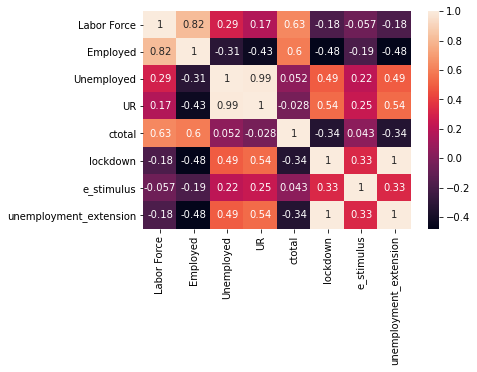 Labor Force 1 0.82 0.29 0.17 0.63 -0.18 -0.057 -0.18
Employed 0.82 1 -0.31 -0.43 0.6 -0.48 -0.19 -0.48
Unemployed 0.29 -0.31 1 0.99 0.052 0.49 0.22 0.49
UR 0.17 -0.43 0.99 1 -0.028 0.54 0.25 0.54
ctotal 0.63 0.6 0.052 -0.028 1 -0.34 0.043 -0.34
lockdown -0.18 -0.48 0.49 0.54 -0.34 1 0.33 1
e_stimulus -0.057 -0.19 0.22 0.25 0.043 0.33 1 0.33
unemployment_extension -0.18 -0.48 0.49 0.54 -0.34 1 0.33 1
Labor Force
Employed
Unemployed
UR
ctotal
lockdown
e_stimulus
unemployment_extension
1.0
0.8
0.6
0.4
0.2
0.0
-0.2
-0.4